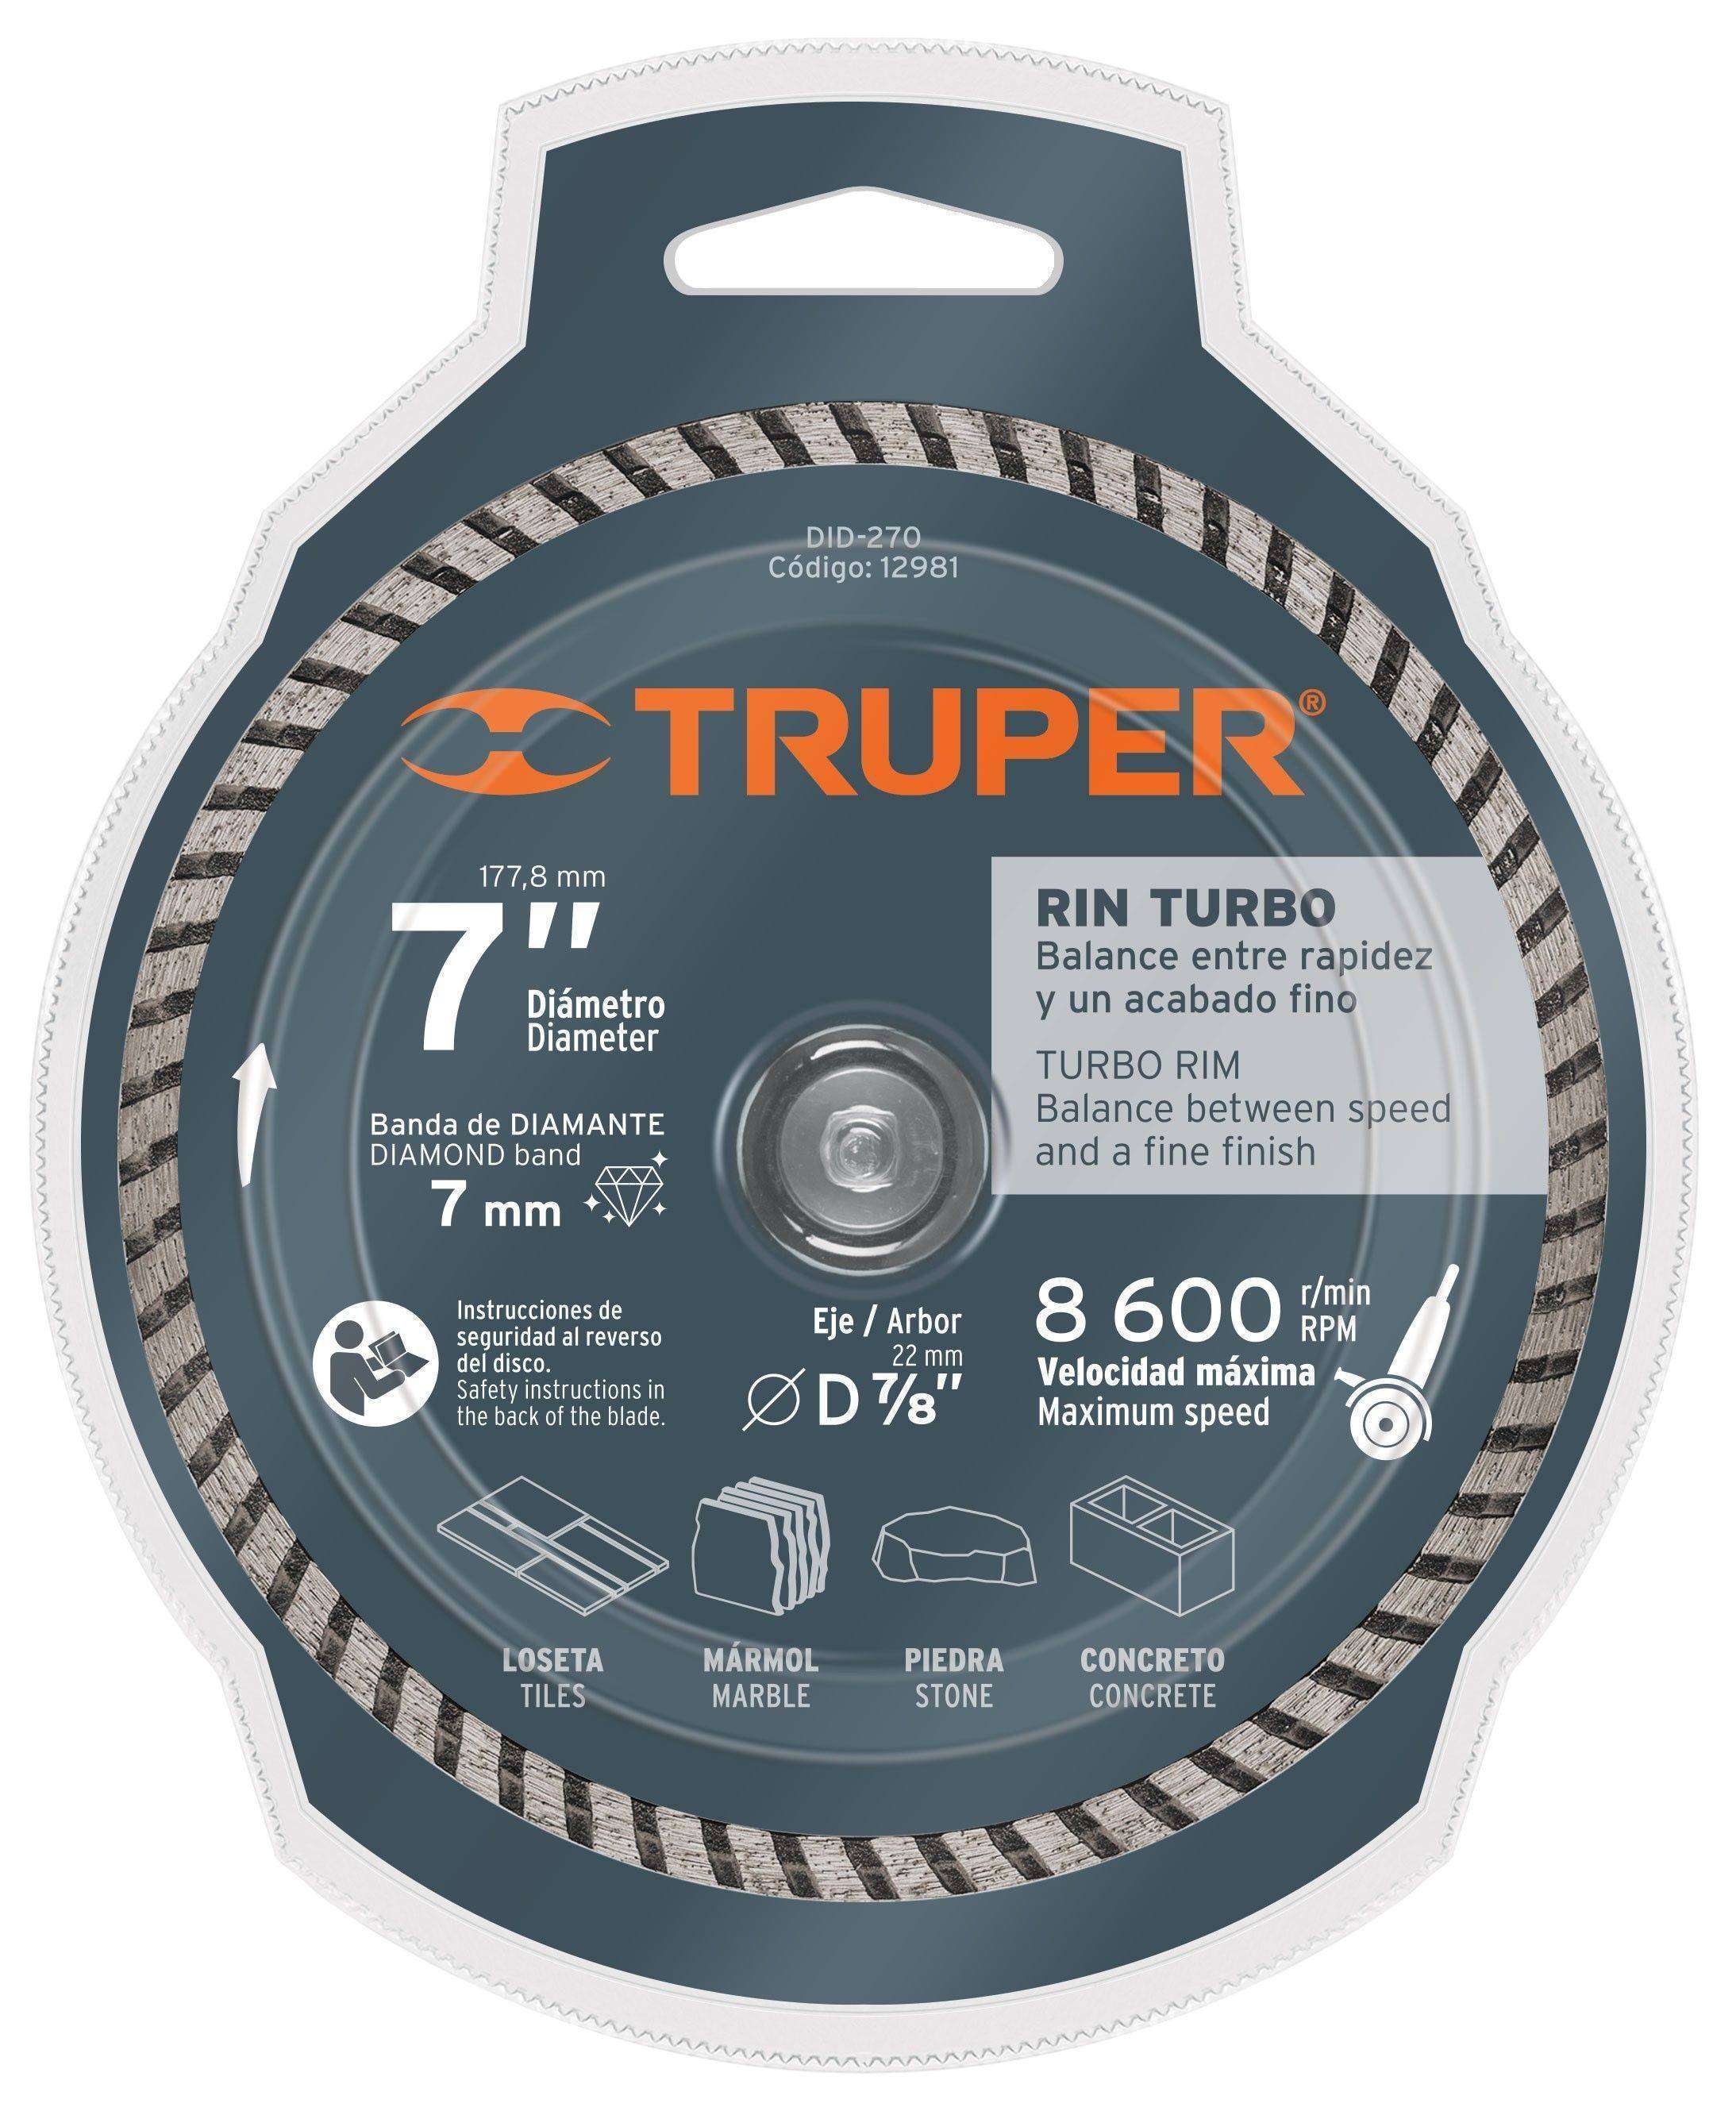 DID-270
Código: 12981
TRUPER®
177,8 mm
7"
Diámetro
Diameter
Banda de DIAMANTE
DIAMOND band
7 mm
RIN TURBO
Balance entre rapidez
y un acabado fino
TURBO RIM
Balance between speed
and a fine finish
Instrucciones de
seguridad al reverso
del disco.
Safety instructions in
the back of the blade.
Eje / Arbor
22 mm
D 7/8"
8 600 r/min
RPM
Velocidad máxima
Maximum speed
LOSETA
TILES
MÁRMOL
MARBLE
PIEDRA
STONE
CONCRETO
CONCRETE